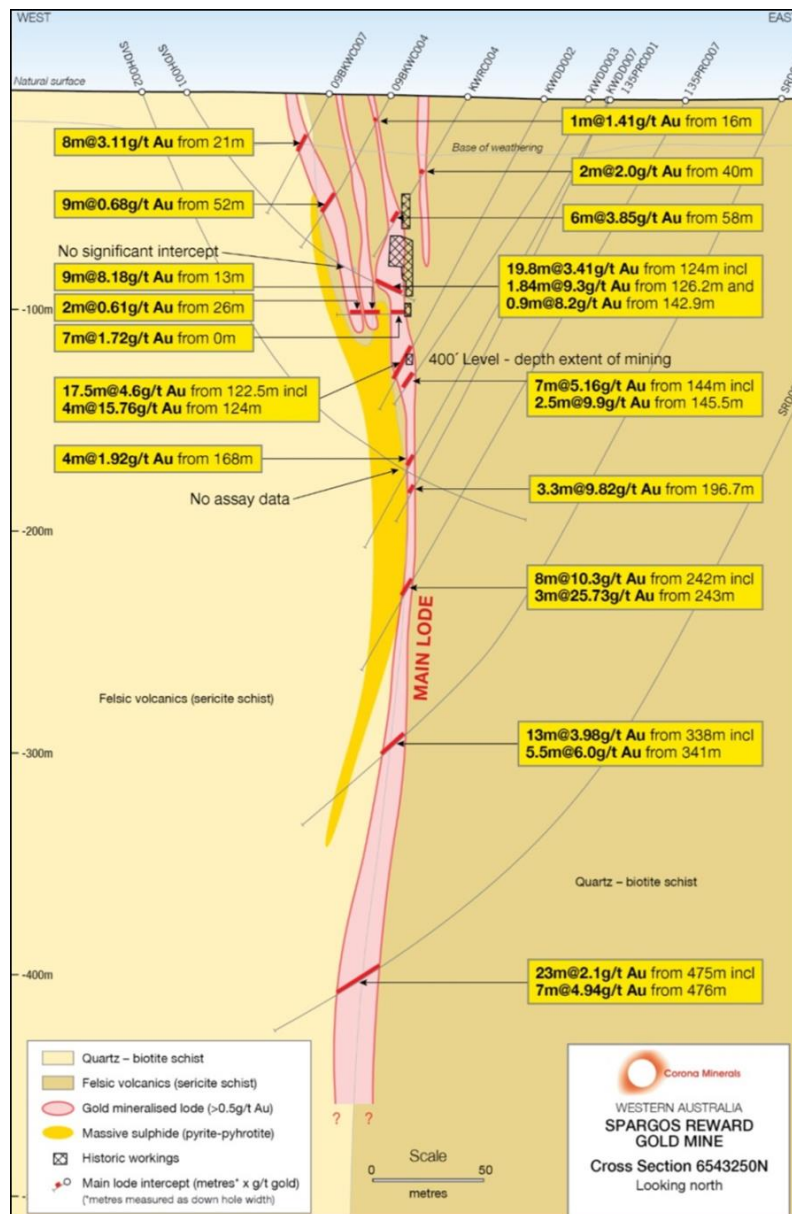 WEST
EAST
SVDH002
SVDH001
09BKWC007
09BKWC004
KWRC004
KWDD002
KWDD003
KWDD007
135PRC001
135PRC007
Natural surface
Base of weathering
8m@3.11g/t Au from 21m
9m@0.68g/t Au from 52m
No significant intercept
9m@8.18g/t Au from 13m
2m@0.61g/t Au from 26m
-100m
7m@1.72g/t Au from 0m
17.5m@4.6g/t Au from 122.5m incl
4m@15.76g/t Au from 124m
4m@1.92g/t Au from 168m
No assay data
1m@1.41g/t Au from 16m
2m@2.0g/t Au from 40m
6m@3.85g/t Au from 58m
19.8m@3.41g/t Au from 124m incl
1.84m@9.3g/t Au from 126.2m and
0.9m@8.2g/t Au from 142.9m
400´ Level - depth extent of mining
7m@5.16g/t Au from 144m incl
2.5m@9.9g/t Au from 145.5m
3.3m@9.82g/t Au from 196.7m
-200m
8m@10.3g/t Au from 242m incl
3m@25.73g/t Au from 243m
MAIN LODE
Felsic volcanics (sericite schist)
-300m
13m@3.98g/t Au from 338m incl
5.5m@6.0g/t Au from 341m
Quartz – biotite schist
-400m
23m@2.1g/t Au from 475m incl
7m@4.94g/t Au from 476m
? ?
Quartz – biotite schist
Felsic volcanics (sericite schist)
Gold mineralised lode (>0.5g/t Au)
Massive sulphide (pyrite-pyhrotite)
Historic workings
Main lode intercept (metres* x g/t gold)
(*metres measured as down hole width)
Scale
0 50
metres
Corona Minerals
WESTERN AUSTRALIA
SPARGOS REWARD
GOLD MINE
Cross Section 6543250N
Looking north